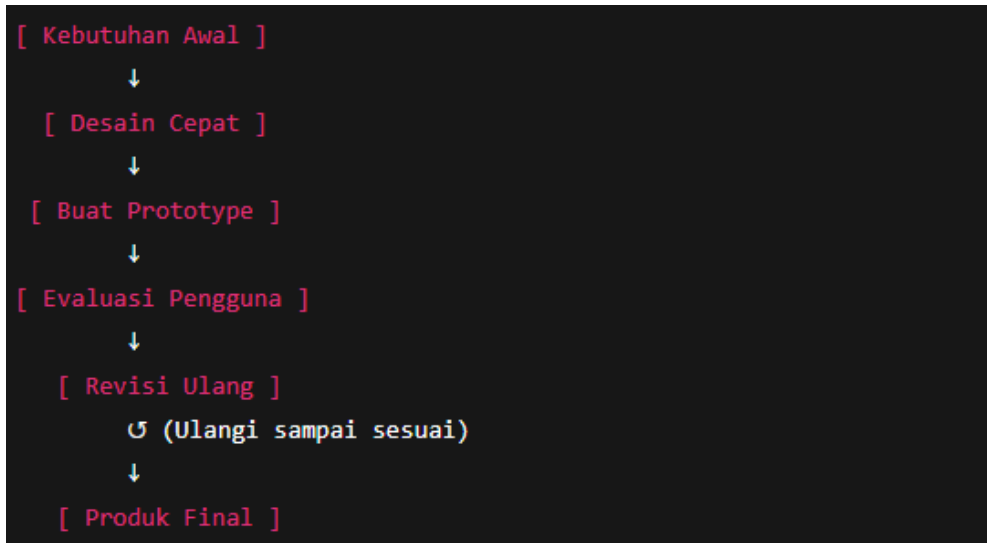 [ Kebutuhan Awal ]
↓
[ Desain Cepat ]
↓
[ Buat Prototype ]
↓
[ Evaluasi Pengguna ]
↓
[ Revisi Ulang ]
↺ (Ulangi sampai sesuai)
↓
[ Produk Final ]